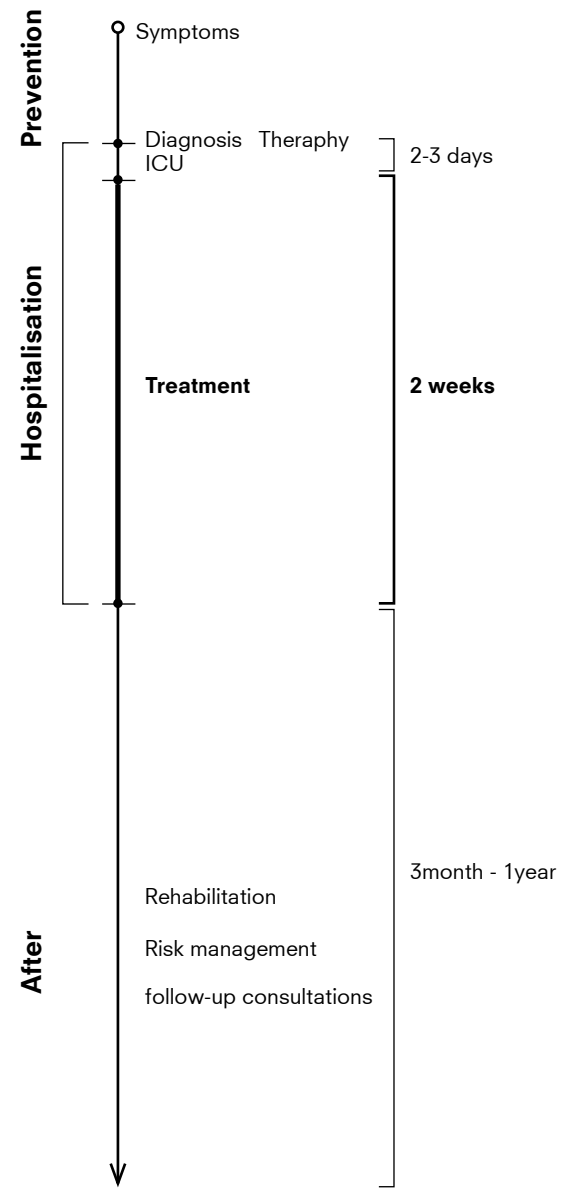 Prevention
Symptoms
Diagnosis Theraphy
ICU
2-3 days
Hospitalisation
Treatment
2 weeks
After
3month - 1year
Rehabilitation
Risk management
follow-up consultations